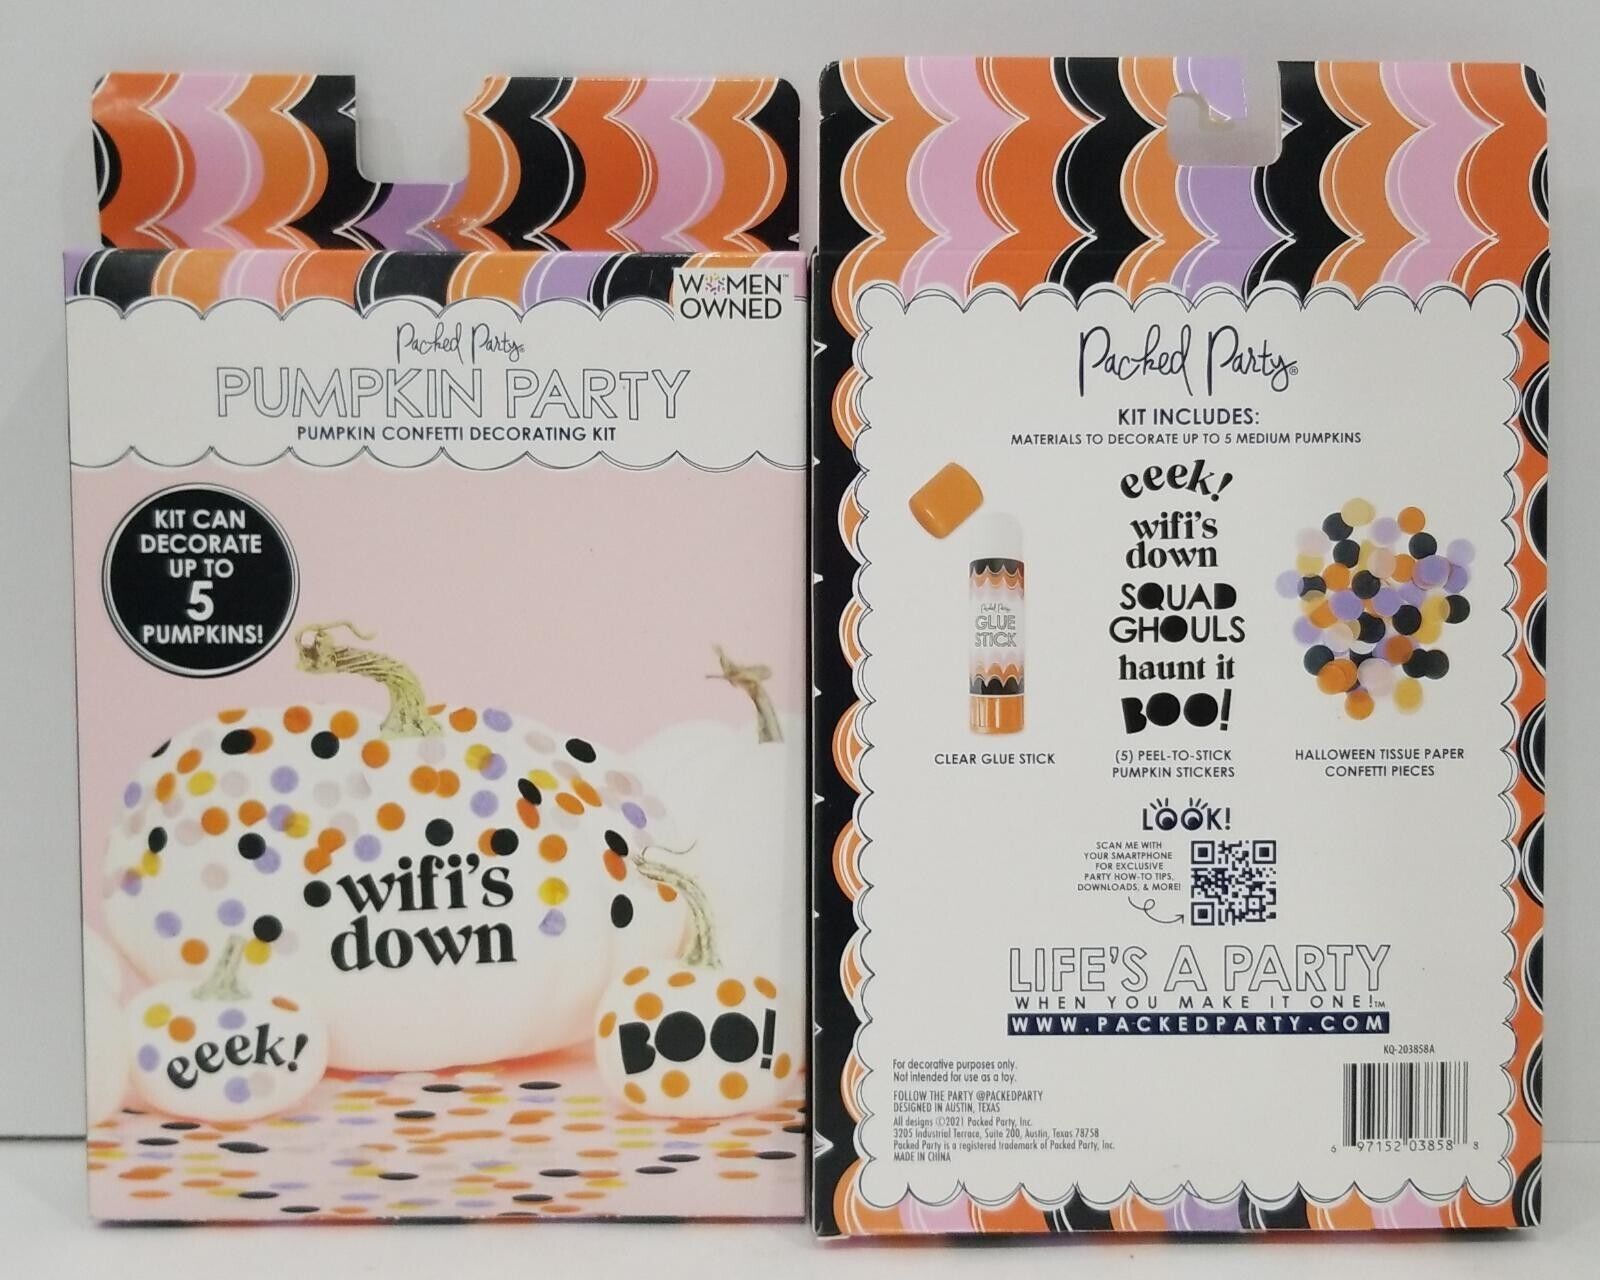 WOMEN™
OWNED
Packed Party®
PUMPKIN PARTY
PUMPKIN CONFETTI DECORATING KIT
KIT CAN
DECORATE
UP TO
5
PUMPKINS!
wifi's
down
eeek!
BOO!
Packed Party®
KIT INCLUDES:
MATERIALS TO DECORATE UP TO 5 MEDIUM PUMPKINS
Packed Party
GLUE
STICK
CLEAR GLUE STICK
eeek!
wifi's
down
SQUAD
GHOULS
haunt it
BOO!
(5) PEEL-TO-STICK
PUMPKIN STICKERS
HALLOWEEN TISSUE PAPER
CONFETTI PIECES
LOOK!
SCAN ME WITH
YOUR SMARTPHONE
FOR EXCLUSIVE
PARTY HOW-TO TIPS,
DOWNLOADS, & MORE!
LIFE'S A PARTY
WHEN YOU MAKE IT ONE!™
WWW.PACKEDPARTY.COM
KQ-203858A
For decorative purposes only.
Not intended for use as a toy.
FOLLOW THE PARTY @PACKEDPARTY
DESIGNED IN AUSTIN, TEXAS
All designs ©2021 Packed Party, Inc.
3205 Industrial Terrace, Suite 200, Austin, Texas 78758
Packed Party is a registered trademark of Packed Party, Inc.
MADE IN CHINA
6 97152 03858 8